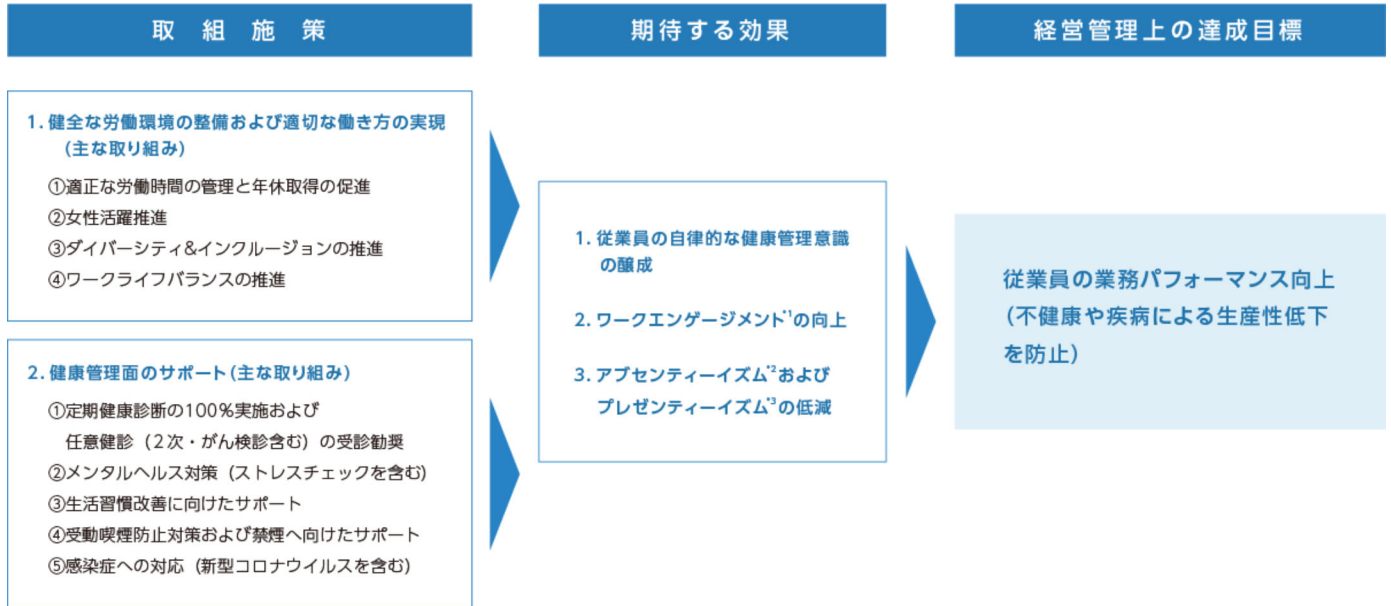 取組施策
期待する効果
経営管理上の達成目標
1. 健全な労働環境の整備および適切な働き方の実現
(主な取り組み)
①適正な労働時間の管理と年休取得の促進
②女性活躍推進
③ダイバーシティ&インクルージョンの推進
④ワークライフバランスの推進
2. 健康管理面のサポート(主な取り組み)
①定期健康診断の100%実施および
任意健診（2次・がん検診含む）の受診勧奨
②メンタルヘルス対策（ストレスチェックを含む）
③生活習慣改善に向けたサポート
④受動喫煙防止対策および禁煙へ向けたサポート
⑤感染症への対応（新型コロナウイルスを含む）
1. 従業員の自律的な健康管理意識
の醸成
2. ワークエンゲージメント*1の向上
3. アブセンティーイズム*2および
プレゼンティーイズム*3の低減
従業員の業務パフォーマンス向上
(不健康や疾病による生産性低下
を防止)